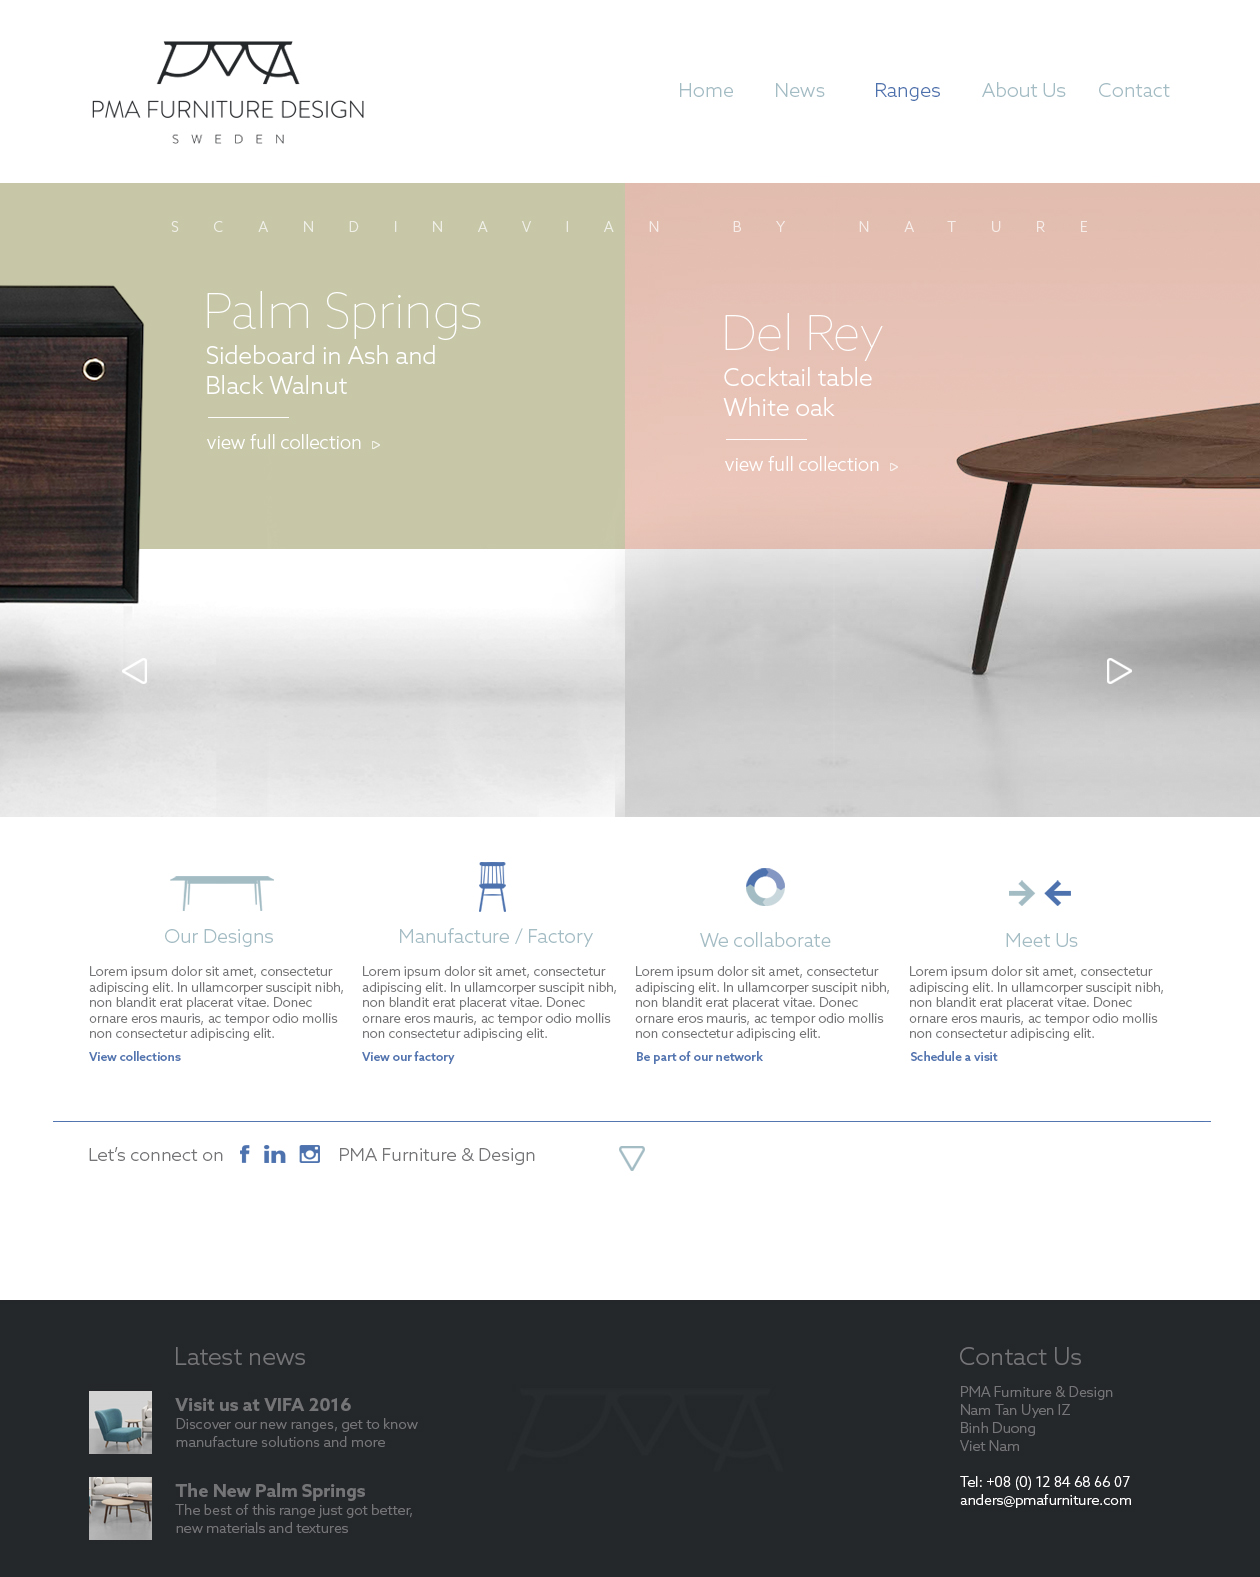 PMA
PMA FURNITURE DESIGN
SWEDEN
Home News Ranges About Us Contact
SCANDINAVIAN BY NATURE
Palm Springs
Sideboard in Ash and
Black Walnut
view full collection
Del Rey
Cocktail table
White oak
view full collection
Our Designs
Lorem ipsum dolor sit amet, consectetur
adipiscing elit. In ullamcorper suscipit nibh,
non blandit erat placerat vitae. Donec
ornare eros mauris, ac tempor odio mollis
non consectetur adipiscing elit.
View collections
Manufacture / Factory
Lorem ipsum dolor sit amet, consectetur
adipiscing elit. In ullamcorper suscipit nibh,
non blandit erat placerat vitae. Donec
ornare eros mauris, ac tempor odio mollis
non consectetur adipiscing elit.
View our factory
We collaborate
Lorem ipsum dolor sit amet, consectetur
adipiscing elit. In ullamcorper suscipit nibh,
non blandit erat placerat vitae. Donec
ornare eros mauris, ac tempor odio mollis
non consectetur adipiscing elit.
Be part of our network
Meet Us
Lorem ipsum dolor sit amet, consectetur
adipiscing elit. In ullamcorper suscipit nibh,
non blandit erat placerat vitae. Donec
ornare eros mauris, ac tempor odio mollis
non consectetur adipiscing elit.
Schedule a visit
Let's connect on f in PMA Furniture & Design
Latest news
Visit us at VIFA 2016
Discover our new ranges, get to know
manufacture solutions and more
The New Palm Springs
The best of this range just got better,
new materials and textures
PMA
Contact Us
PMA Furniture & Design
Nam Tan Uyen IZ
Binh Duong
Viet Nam
Tel: +08 (0) 12 84 68 66 07
anders@pmafurniture.com